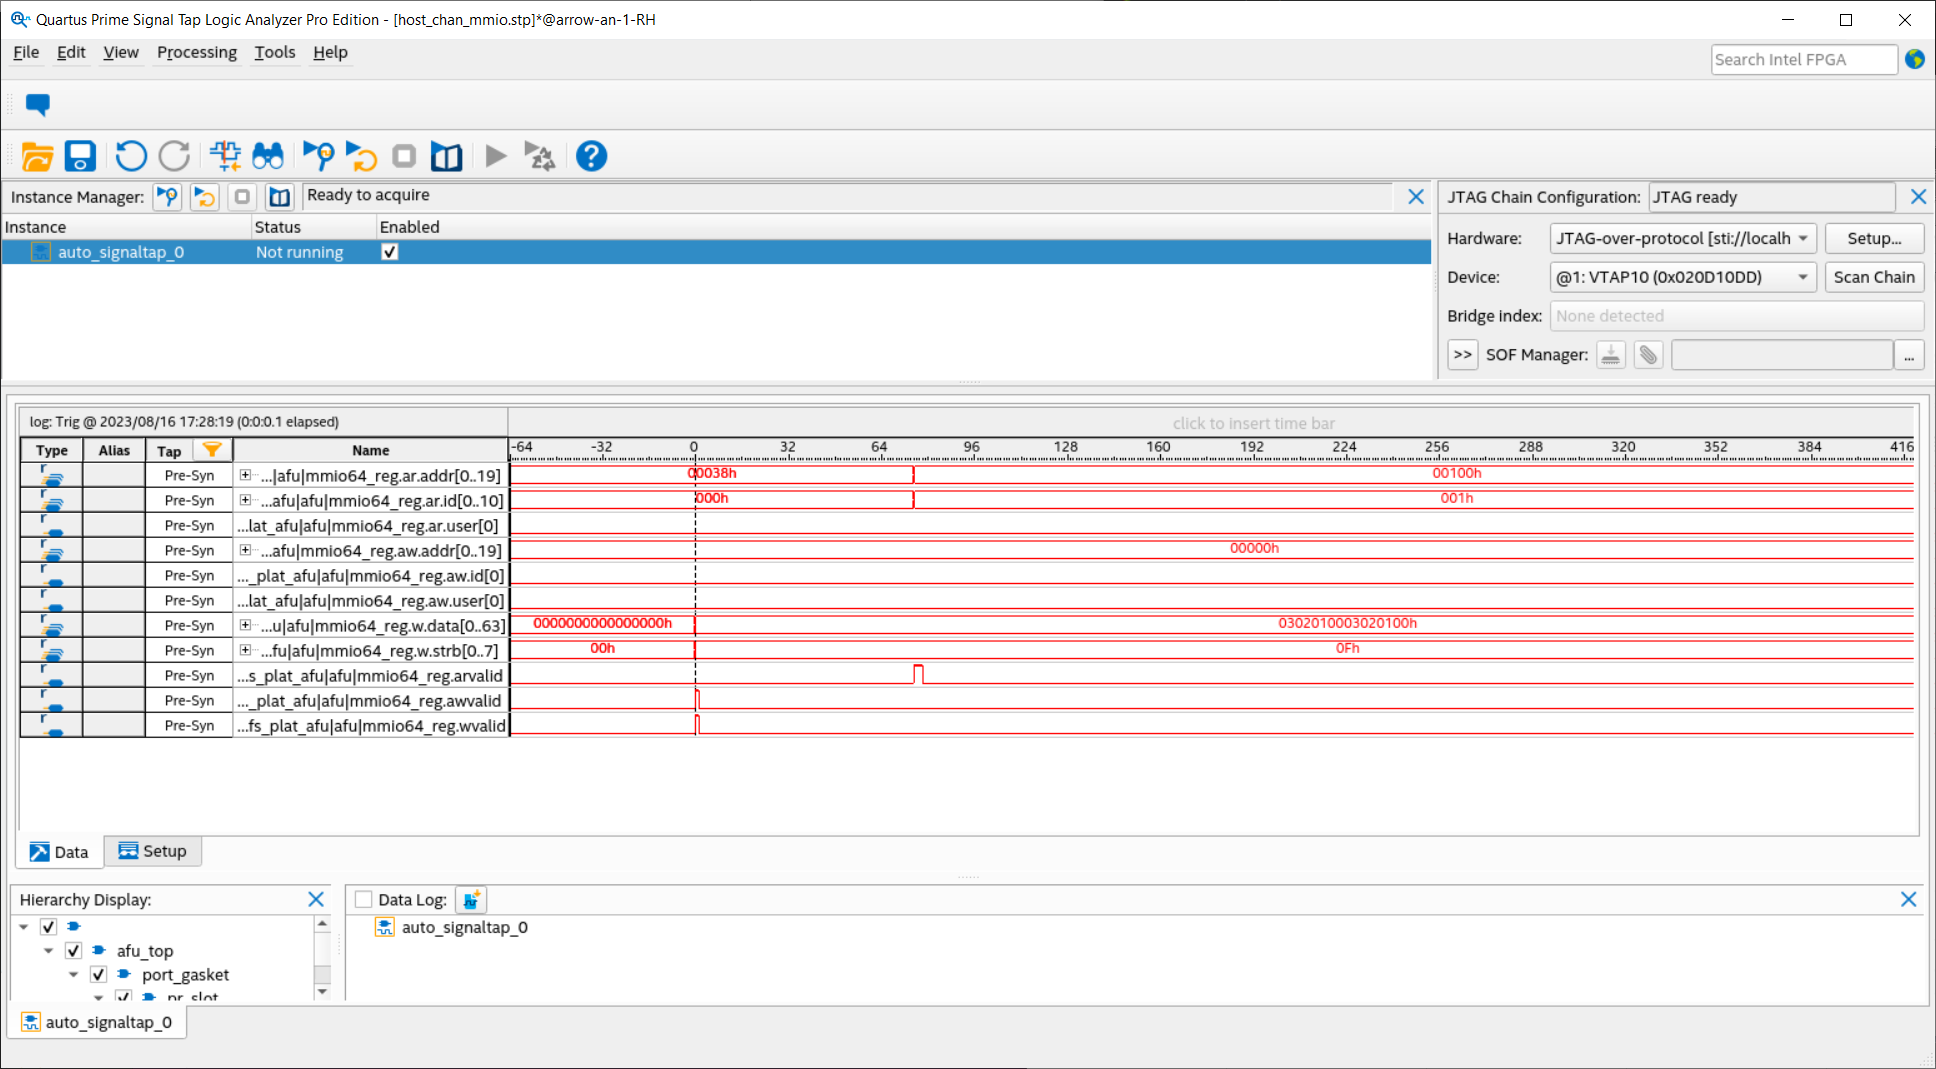 Quartus Prime Signal Tap Logic Analyzer Pro Edition - [host_chan_mmio.stp]*@arrow-an-1-RH
File Edit View Processing Tools Help
Search Intel FPGA
Instance Manager: Ready to acquire
Instance Status Enabled
auto_signaltap_0 Not running
JTAG Chain Configuration: JTAG ready
Hardware: JTAG-over-protocol [sti://localh Setup...
Device: @1: VTAP10 (0x020D10DD) Scan Chain
Bridge index: None detected
>> SOF Manager: ...
log: Trig @ 2023/08/16 17:28:19 (0:0:0.1 elapsed) click to insert time bar
Type Alias Tap Name -64 -32 0 32 64 96 128 160 192 224 256 288 320 352 384 416
Pre-Syn ...|afu|mmio64_reg.ar.addr[0..19] 00038h 00100h
Pre-Syn ...afu|afu|mmio64_reg.ar.id[0..10] 000h 001h
Pre-Syn ...lat_afu|afu|mmio64_reg.ar.user[0]
Pre-Syn ...afu|mmio64_reg.aw.addr[0..19] 00000h
Pre-Syn ..._plat_afu|afu|mmio64_reg.aw.id[0]
Pre-Syn ...lat_afu|afu|mmio64_reg.aw.user[0]
Pre-Syn ...u|afu|mmio64_reg.w.data[0..63] 0000000000000000h 0302010003020100h
Pre-Syn ...fu|afu|mmio64_reg.w.strb[0..7] 00h 0Fh
Pre-Syn ...s_plat_afu|afu|mmio64_reg.arvalid
Pre-Syn ..._plat_afu|afu|mmio64_reg.awvalid
Pre-Syn ...fs_plat_afu|afu|mmio64_reg.wvalid
Data Setup
Hierarchy Display:
afu_top
port_gasket
pr_slot
Data Log:
auto_signaltap_0
auto_signaltap_0